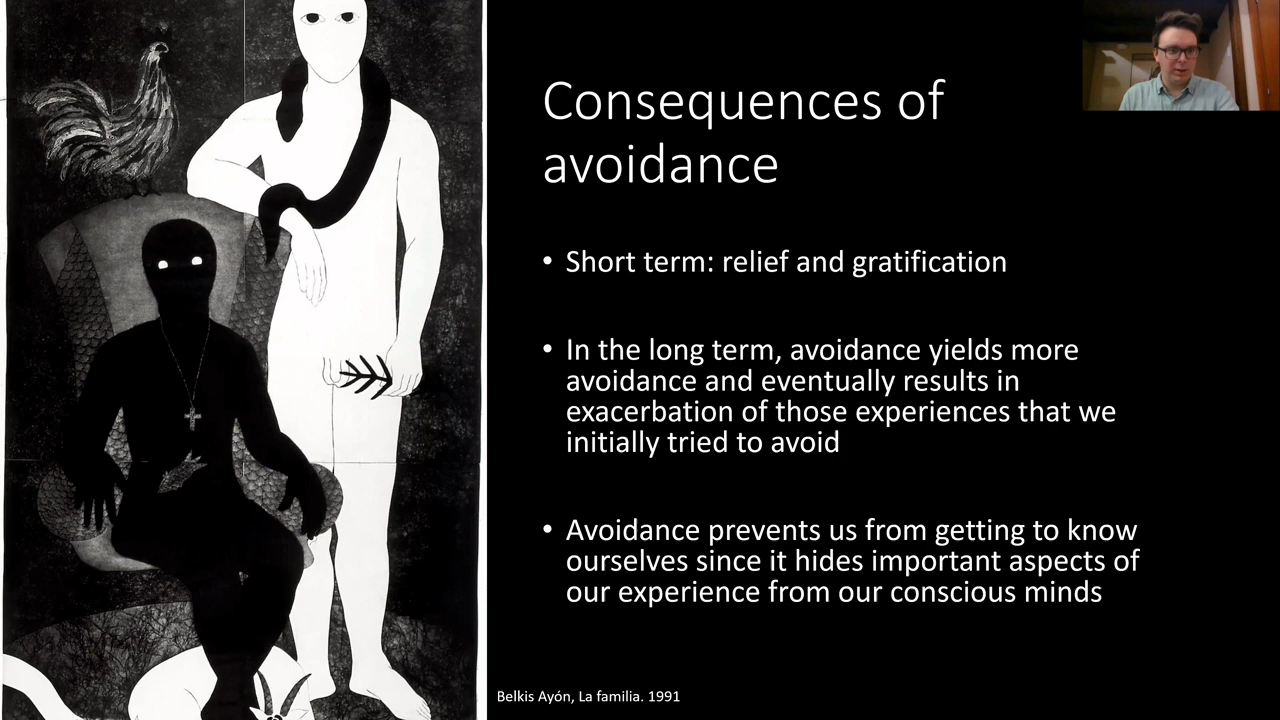 Consequences of
avoidance
• Short term: relief and gratification
• In the long term, avoidance yields more
avoidance and eventually results in
exacerbation of those experiences that we
initially tried to avoid
• Avoidance prevents us from getting to know
ourselves since it hides important aspects of
our experience from our conscious minds
Belkis Ayón, La familia. 1991